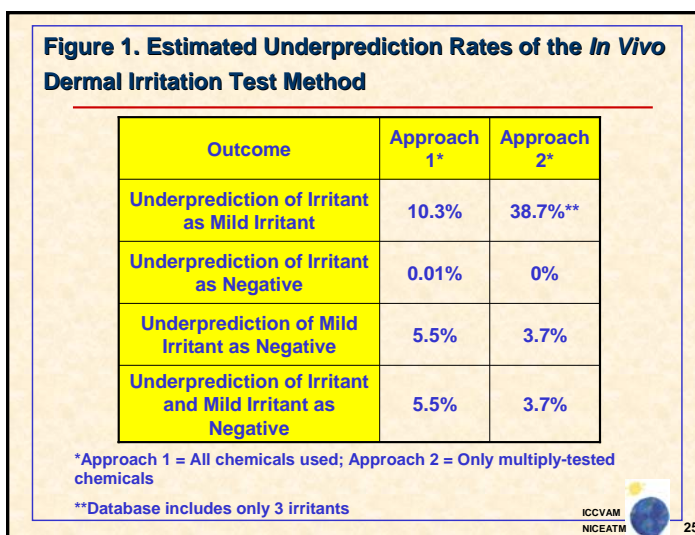 Figure 1. Estimated Underprediction Rates of the In Vivo
Dermal Irritation Test Method
Outcome
Approach
1*
Approach
2*
Underprediction of Irritant
as Mild Irritant
10.3%
38.7%**
Underprediction of Irritant
as Negative
0.01%
0%
Underprediction of Mild
Irritant as Negative
5.5%
3.7%
Underprediction of Irritant
and Mild Irritant as
Negative
5.5%
3.7%
*Approach 1 = All chemicals used; Approach 2 = Only multiply-tested
chemicals
**Database includes only 3 irritants
ICCVAM
NICEATM
25